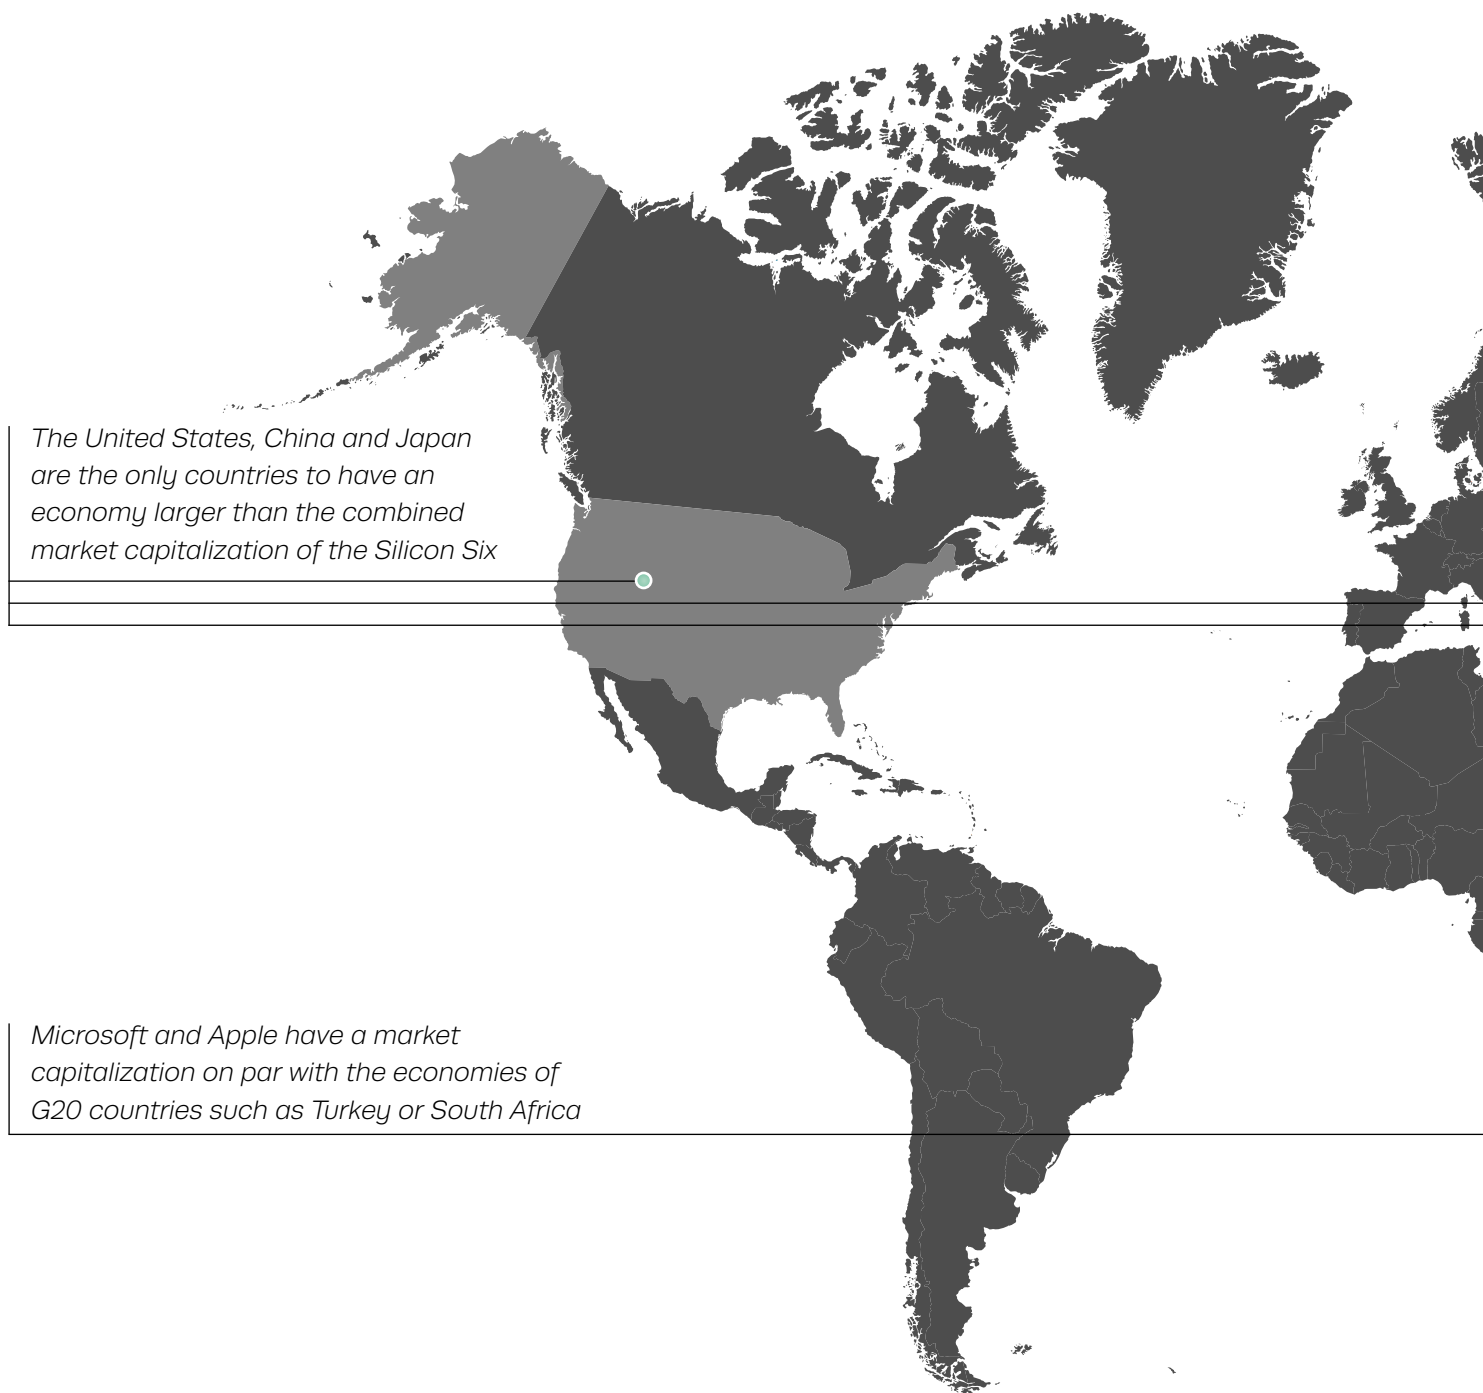 The United States, China and Japan
are the only countries to have an
economy larger than the combined
market capitalization of the Silicon Six
Microsoft and Apple have a market
capitalization on par with the economies of
G20 countries such as Turkey or South Africa